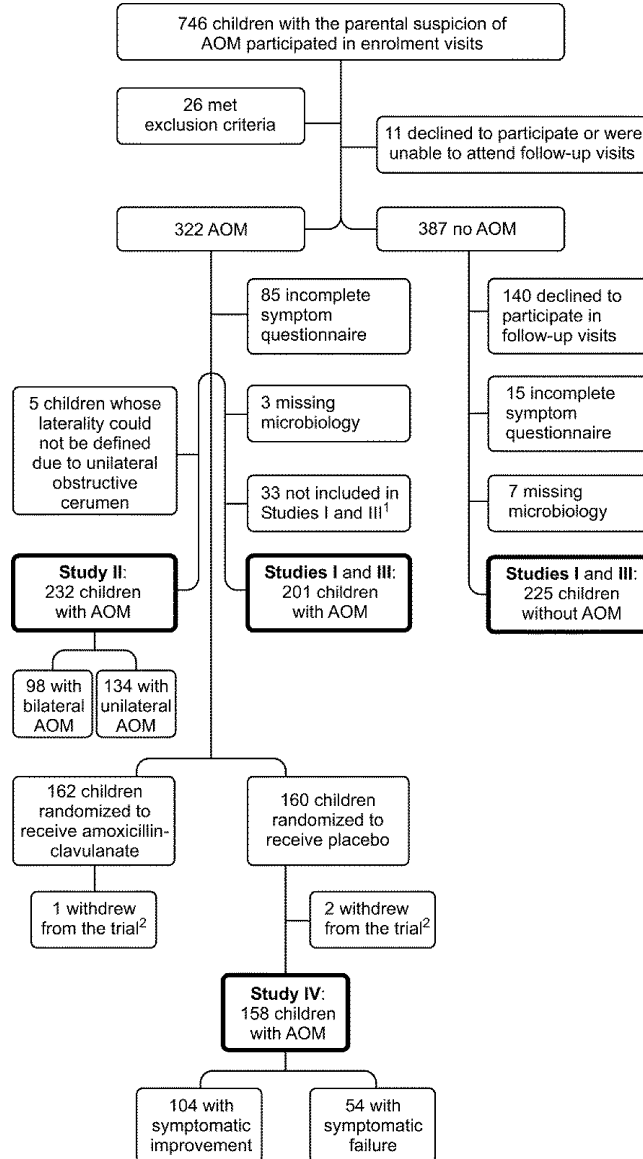 746 children with the parental suspicion of
AOM participated in enrolment visits
26 met
exclusion criteria
11 declined to participate or were
unable to attend follow-up visits
322 AOM
387 no AOM
85 incomplete
symptom
questionnaire
140 declined to
participate in
follow-up visits
5 children whose
laterality could
not be defined
due to unilateral
obstructive
cerumen
3 missing
microbiology
15 incomplete
symptom
questionnaire
33 not included in
Studies I and III¹
7 missing
microbiology
Study II:
232 children
with AOM
Studies I and III:
201 children
with AOM
Studies I and III:
225 children
without AOM
98 with
bilateral
AOM
134 with
unilateral
AOM
162 children
randomized to
receive amoxicillin-
clavulanate
160 children
randomized to
receive placebo
1 withdrew
from the trial²
2 withdrew
from the trial²
Study IV:
158 children
with AOM
104 with
symptomatic
improvement
54 with
symptomatic
failure